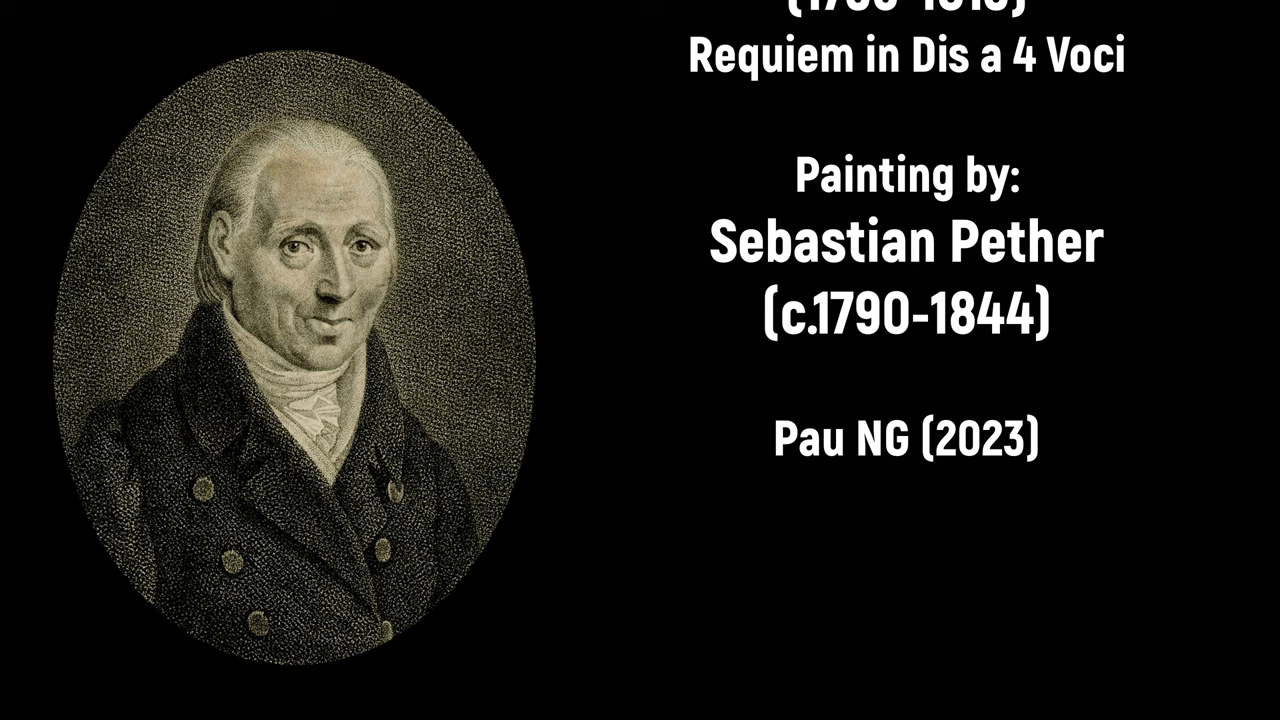 Requiem in Dis a 4 Voci
Painting by:
Sebastian Pether
(c.1790-1844)
Pau NG (2023)